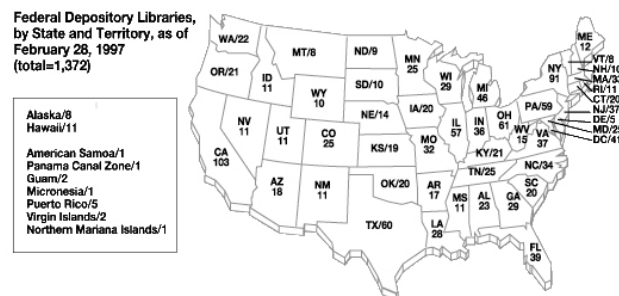 Federal Depository Libraries,
by State and Territory, as of
February 28, 1997
(total=1,372)
Alaska/8
Hawaii/11
American Samoa/1
Panama Canal Zone/1
Guam/2
Micronesia/1
Puerto Rico/5
Virgin Islands/2
Northern Mariana Islands/1
WA/22
OR/21
CA
103
ID
11
NV
11
MT/8
WY
10
UT
11
AZ
18
CO
25
NM
11
ND/9
SD/10
NE/14
KS/19
OK/20
TX/60
MN
25
IA/20
MO
32
AR
17
LA
28
WI
29
IL
57
MI
46
IN
36
OH
61
KY/21
TN/25
MS
11
AL
23
GA
29
FL
39
SC
20
NC/34
WV
15
VA
37
PA/59
NY
91
ME
12
VT/8
NH/10
RI/11
CT/20
NJ/37
DE/5